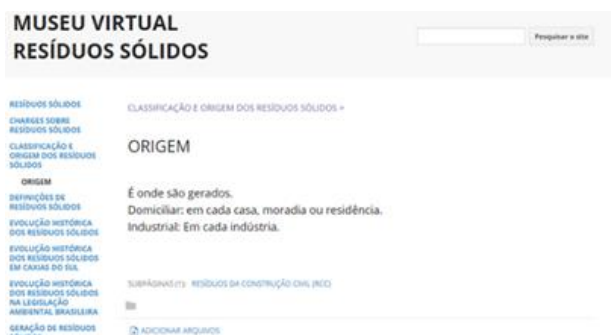 MUSEU VIRTUAL
RESÍDUOS SÓLIDOS
Pesquisar o site
RESÍDUOS SÓLIDOS
CHARGES SOBRE
RESÍDUOS SÓLIDOS
CLASSIFICAÇÃO E
ORIGEM DOS RESÍDUOS
SÓLIDOS
ORIGEM
DEFINIÇÕES DE
RESÍDUOS SÓLIDOS
EVOLUÇÃO HISTÓRICA
DOS RESÍDUOS SÓLIDOS
EVOLUÇÃO HISTÓRICA
DOS RESÍDUOS SÓLIDOS
EM CAXIAS DO SUL
EVOLUÇÃO HISTÓRICA
DOS RESÍDUOS SÓLIDOS
NA LEGISLAÇÃO
AMBIENTAL BRASILEIRA
GERAÇÃO DE RESÍDUOS
CLASSIFICAÇÃO E ORIGEM DOS RESÍDUOS SÓLIDOS >
ORIGEM
É onde são gerados.
Domiciliar: em cada casa, moradia ou residência.
Industrial: Em cada indústria.
SUBPÁGINAS (1): RESÍDUOS DA CONSTRUÇÃO CIVIL (RCC)
ADICIONAR ARQUIVOS